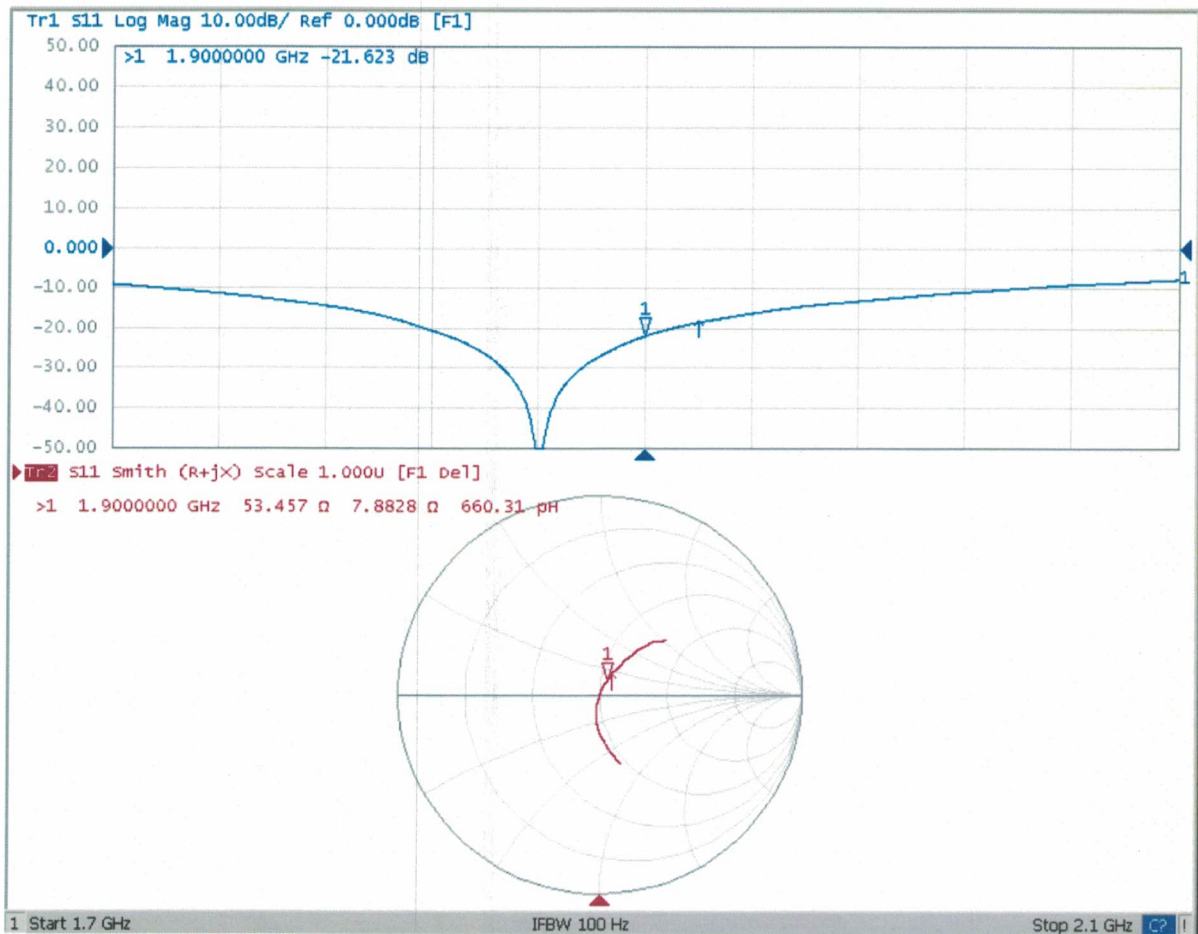 Tr1 S11 Log Mag 10.00dB/ Ref 0.000dB [F1]
50.00
>1 1.9000000 GHz -21.623 dB
40.00
30.00
20.00
10.00
0.000
-10.00
1
1
-20.00
-30.00
-40.00
-50.00
Tr2 S11 Smith (R+jX) Scale 1.000U [F1 Del]
>1 1.9000000 GHz 53.457 Ω 7.8828 Ω 660.31 pH
1
1 Start 1.7 GHz IFBW 100 Hz Stop 2.1 GHz C? !